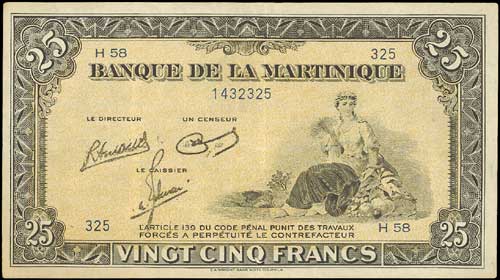 25 25
H 58 325
BANQUE DE LA MARTINIQUE
1432325
LE DIRECTEUR UN CENSEUR
LE CAISSIER
325 H 58
L'ARTICLE 139 DU CODE PÉNAL PUNIT DES TRAVAUX
FORCÉS A PERPÉTUITÉ LE CONTREFACTEUR
25 VINGT CINQ FRANCS 25